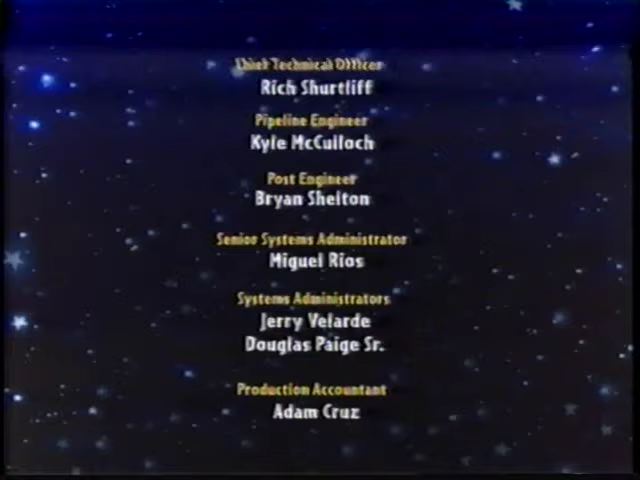 Chief Technical Officer
Rich Shurtliff
Pipeline Engineer
Kyle McCulloch
Post Engineer
Bryan Shelton
Senior Systems Administrator
Miguel Rios
Systems Administrators
Jerry Velarde
Douglas Paige Sr.
Production Accountant
Adam Cruz